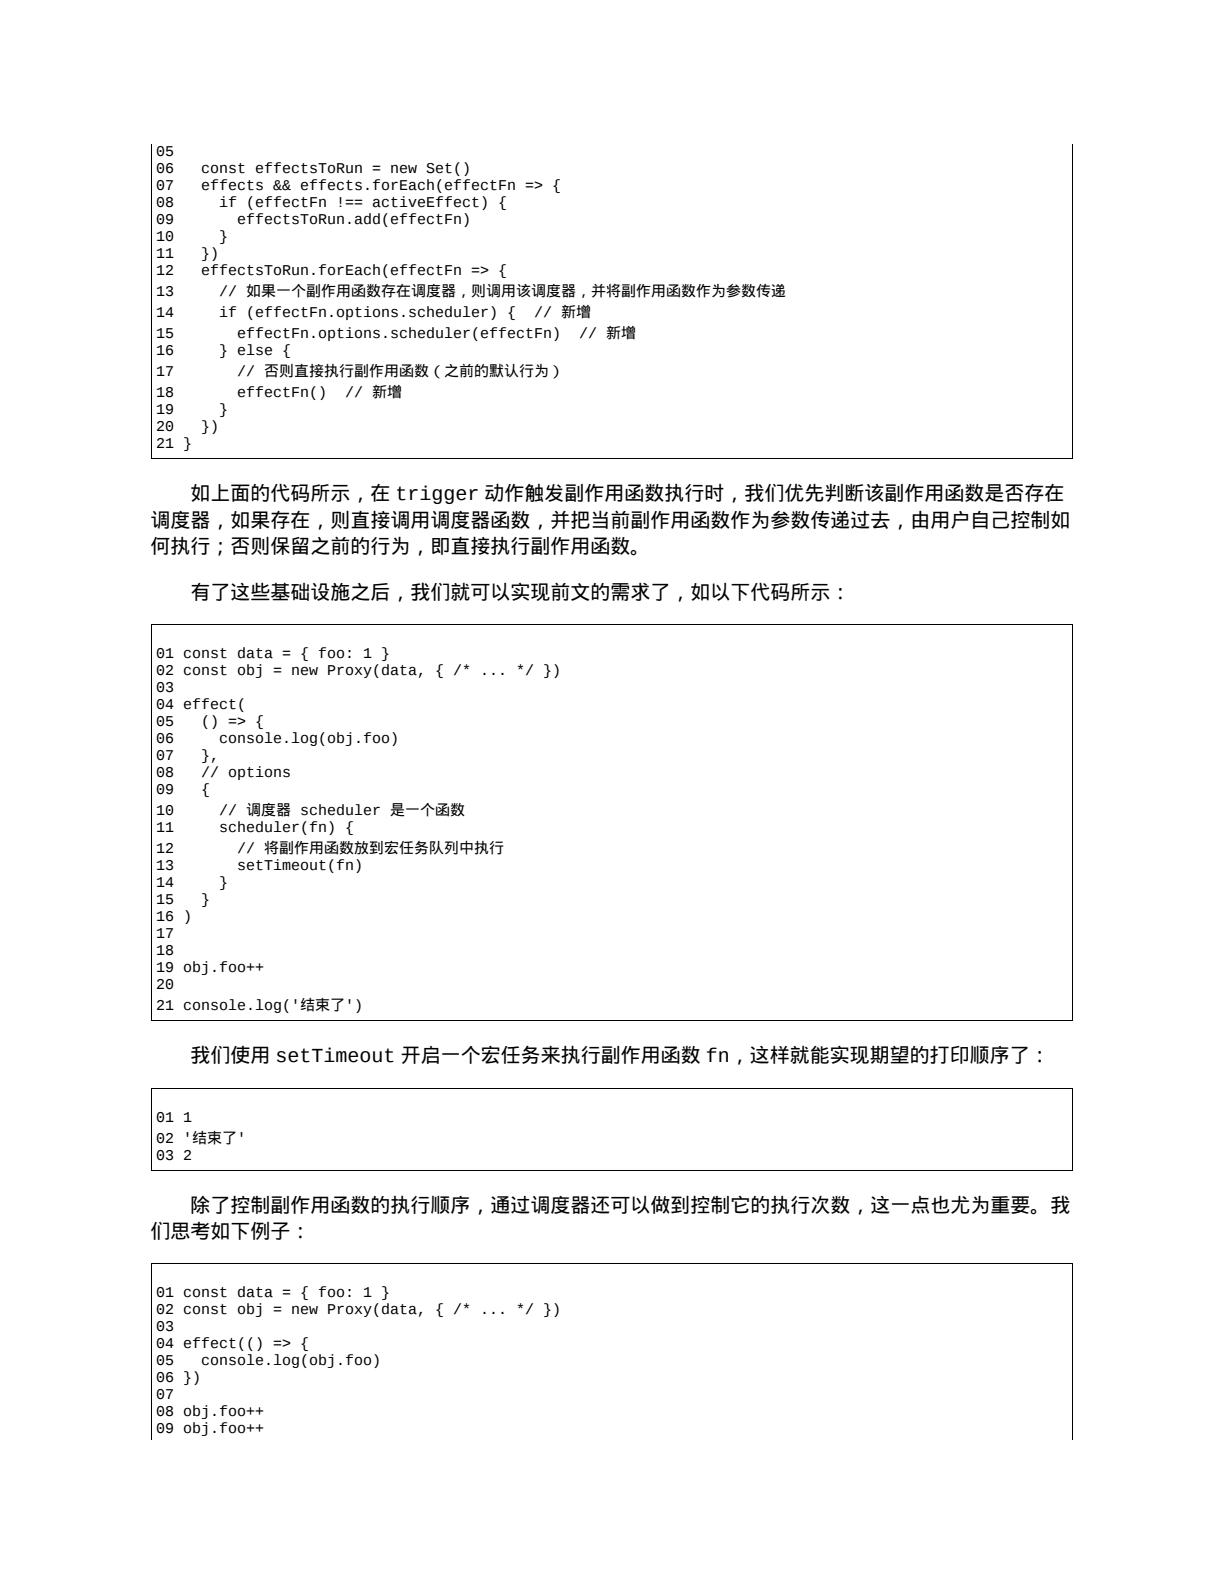 05
06   const effectsToRun = new Set()
07   effects && effects.forEach(effectFn => {
08     if (effectFn !== activeEffect) {
09       effectsToRun.add(effectFn)
10     }
11   })
12   effectsToRun.forEach(effectFn => {
13     // 如果一个副作用函数存在调度器，则调用该调度器，并将副作用函数作为参数传递
14     if (effectFn.options.scheduler) {  // 新增
15       effectFn.options.scheduler(effectFn)  // 新增
16     } else {
17       // 否则直接执行副作用函数（之前的默认行为）
18       effectFn()  // 新增
19     }
20   })
21 }
如上面的代码所示，在 trigger 动作触发副作用函数执行时，我们优先判断该副作用函数是否存在
调度器，如果存在，则直接调用调度器函数，并把当前副作用函数作为参数传递过去，由用户自己控制如
何执行；否则保留之前的行为，即直接执行副作用函数。
有了这些基础设施之后，我们就可以实现前文的需求了，如以下代码所示：
01 const data = { foo: 1 }
02 const obj = new Proxy(data, { /* ... */ })
03
04 effect(
05   () => {
06     console.log(obj.foo)
07   },
08   // options
09   {
10     // 调度器 scheduler 是一个函数
11     scheduler(fn) {
12       // 将副作用函数放到宏任务队列中执行
13       setTimeout(fn)
14     }
15   }
16 )
17
18
19 obj.foo++
20
21 console.log('结束了')
我们使用 setTimeout 开启一个宏任务来执行副作用函数 fn，这样就能实现期望的打印顺序了：
01 1
02 '结束了'
03 2
除了控制副作用函数的执行顺序，通过调度器还可以做到控制它的执行次数，这一点也尤为重要。我
们思考如下例子：
01 const data = { foo: 1 }
02 const obj = new Proxy(data, { /* ... */ })
03
04 effect(() => {
05   console.log(obj.foo)
06 })
07
08 obj.foo++
09 obj.foo++